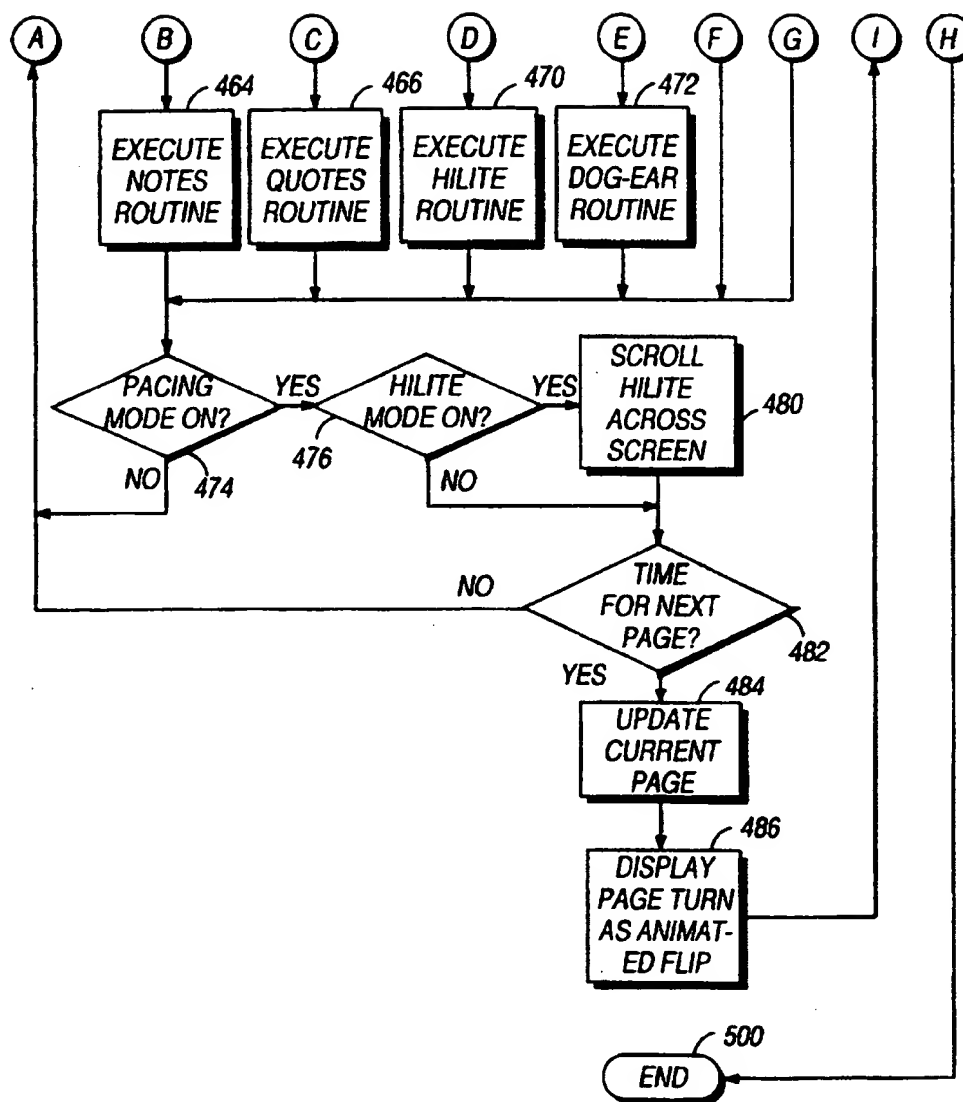 A B C D E F G I H
464 466 470 472
EXECUTE
NOTES
ROUTINE
EXECUTE
QUOTES
ROUTINE
EXECUTE
HILITE
ROUTINE
EXECUTE
DOG-EAR
ROUTINE
PACING
MODE ON?
YES
NO
474
HILITE
MODE ON?
YES
476
NO
SCROLL
HILITE
ACROSS
SCREEN
480
TIME
FOR NEXT
PAGE?
NO
482
YES
484
UPDATE
CURRENT
PAGE
486
DISPLAY
PAGE TURN
AS ANIMAT-
ED FLIP
500
END